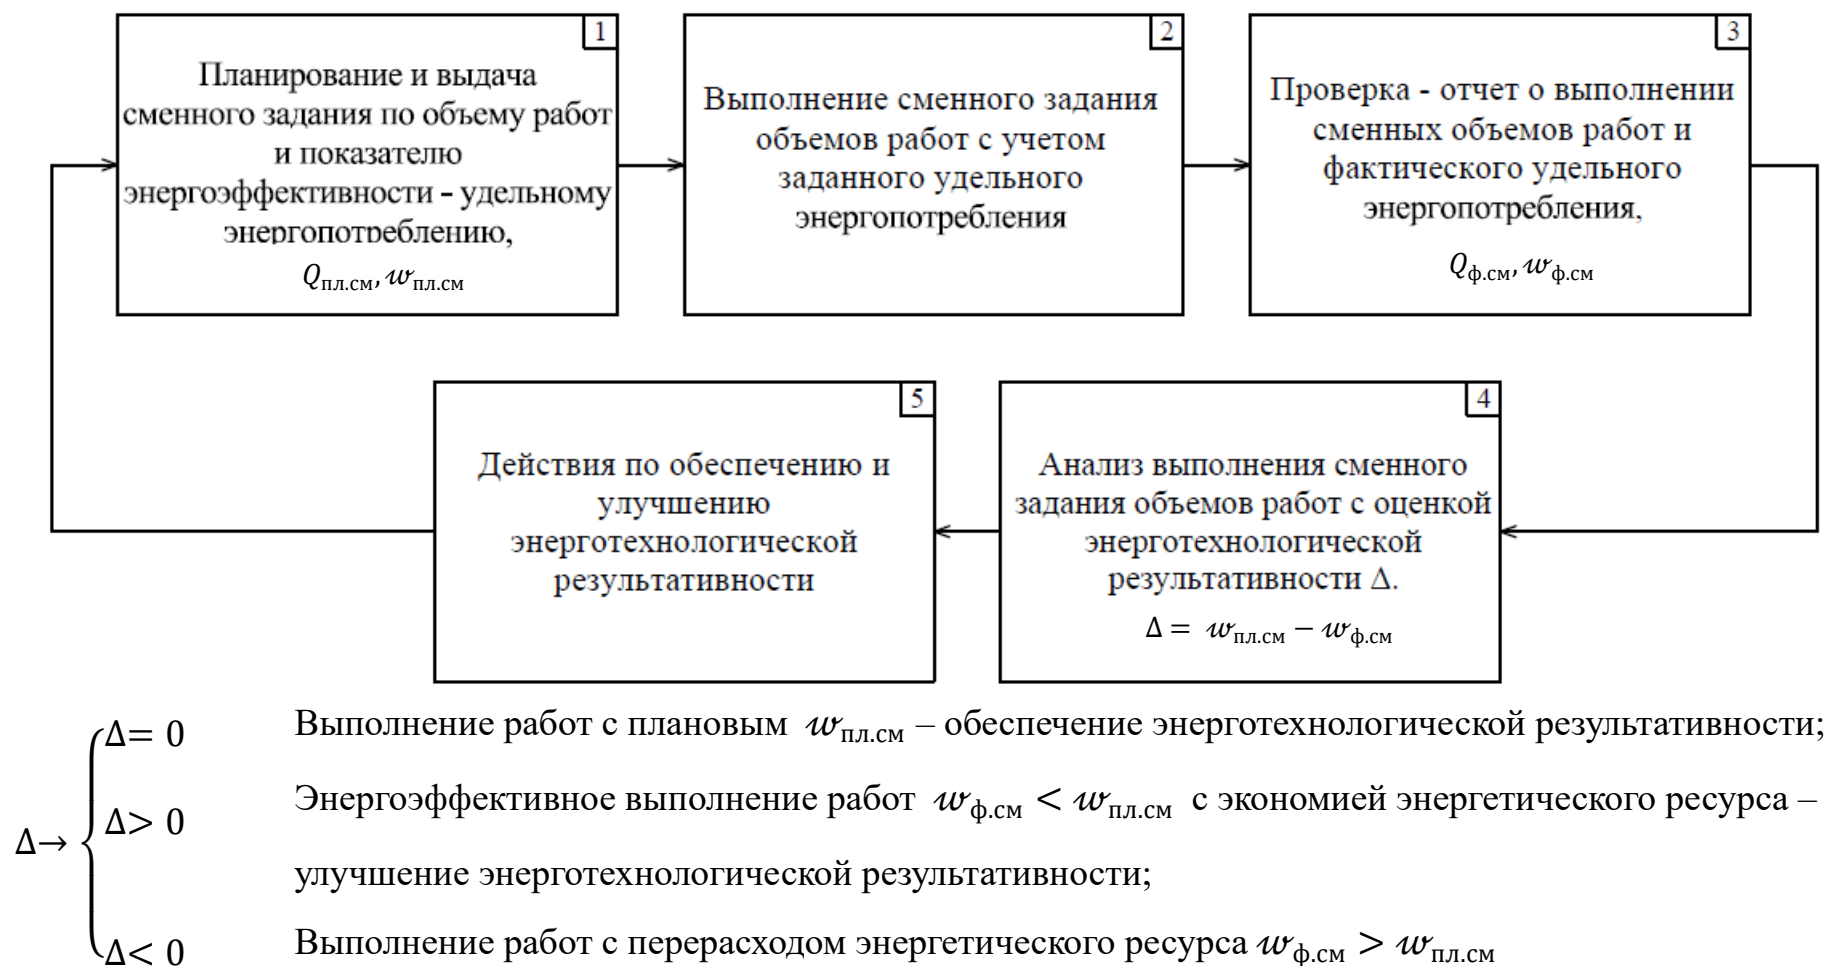 1
Планирование и выдача
сменного задания по объему работ
и показателю
энергоэффективности - удельному
энергопотреблению,
Qпл.см, wпл.см
2
Выполнение сменного задания
объемов работ с учетом
заданного удельного
энергопотребления
3
Проверка - отчет о выполнении
сменных объемов работ и
фактического удельного
энергопотребления,
Qф.см, wф.см
4
Анализ выполнения сменного
задания объемов работ с оценкой
энерготехнологической
результативности Δ.
Δ = wпл.см − wф.см
5
Действия по обеспечению и
улучшению
энерготехнологической
результативности
Δ→
Δ= 0 Выполнение работ с плановым wпл.см – обеспечение энерготехнологической результативности;
Δ> 0 Энергоэффективное выполнение работ wф.см < wпл.см с экономией энергетического ресурса –
улучшение энерготехнологической результативности;
Δ< 0 Выполнение работ с перерасходом энергетического ресурса wф.см > wпл.см